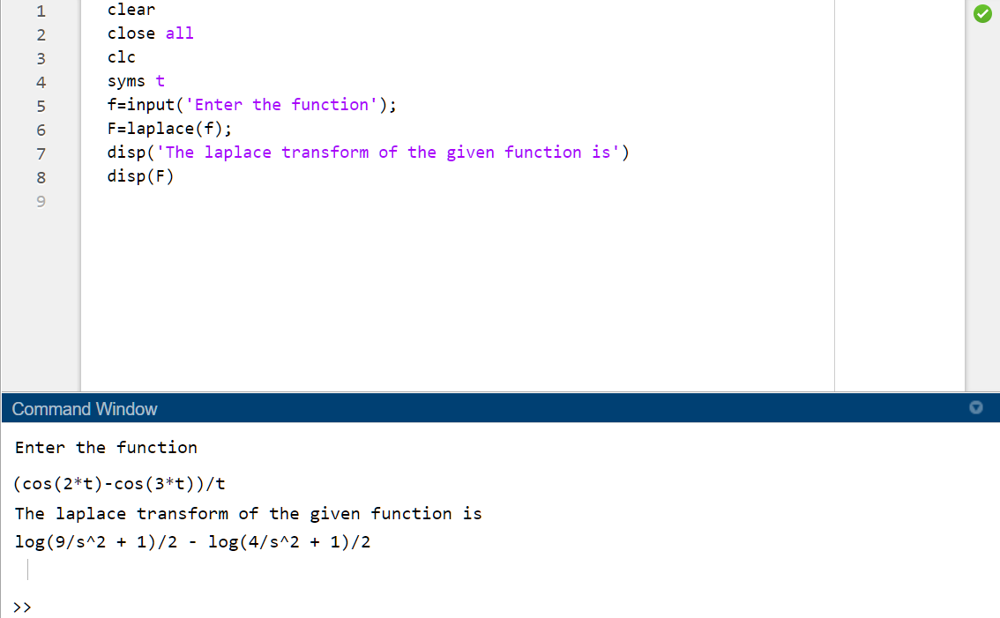 1 clear
2 close all
3 clc
4 syms t
5 f=input('Enter the function');
6 F=laplace(f);
7 disp('The laplace transform of the given function is')
8 disp(F)
9
Command Window
Enter the function
(cos(2*t)-cos(3*t))/t
The laplace transform of the given function is
log(9/s^2 + 1)/2 - log(4/s^2 + 1)/2
>>